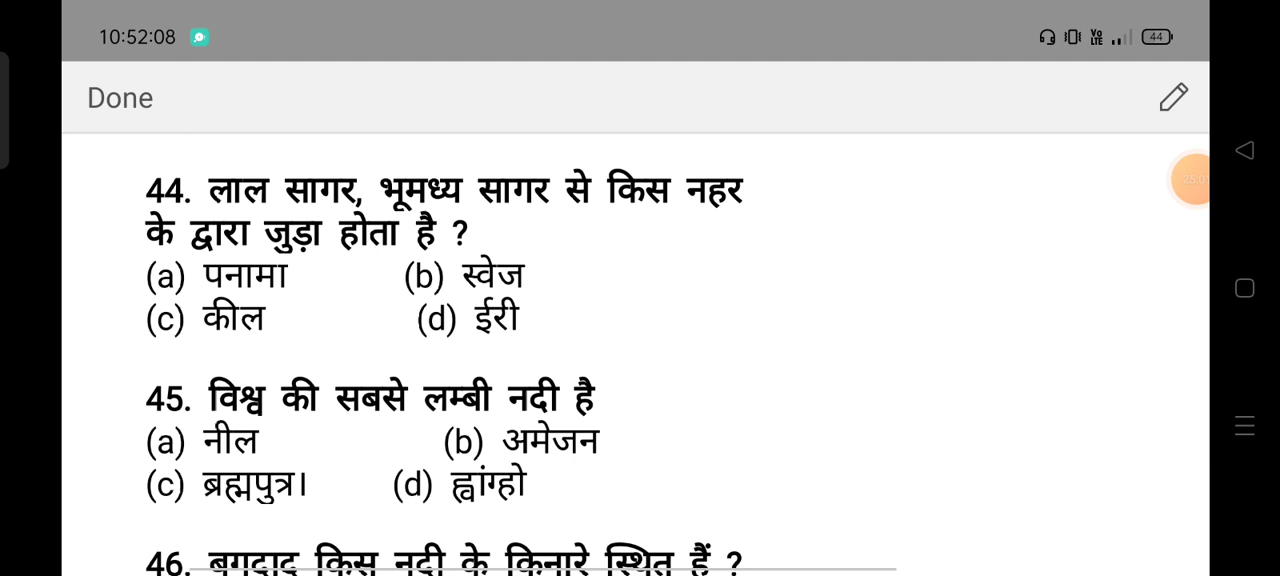 10:52:08
44
Done
44. लाल सागर, भूमध्य सागर से किस नहर
के द्वारा जुड़ा होता है ?
(a) पनामा (b) स्वेज
(c) कील (d) ईरी
45. विश्व की सबसे लम्बी नदी है
(a) नील (b) अमेजन
(c) ब्रह्मपुत्र। (d) ह्वांग्हो
46. बगदाद किस नदी के किनारे स्थित हैं ?